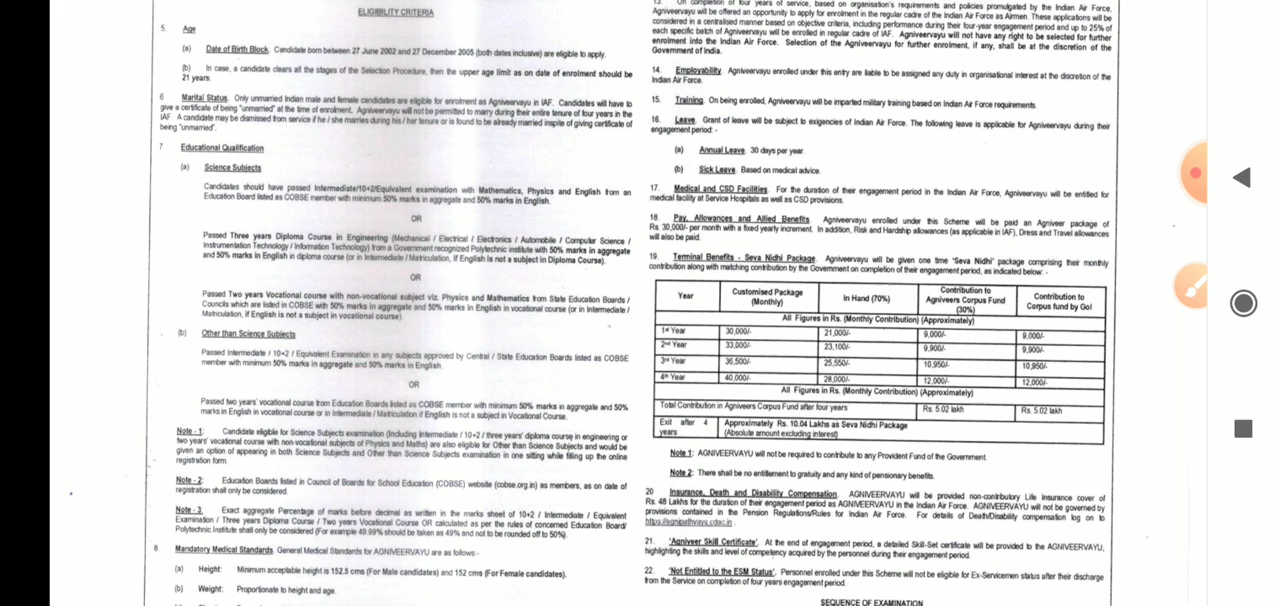 ELIGIBILITY CRITERIA
5 Age
(a) Date of Birth Block. Candidate born between 27 June 2002 and 27 December 2005 (both dates inclusive) are eligible to apply.
(b) In case, a candidate clears all the stages of the Selection Procedure, then the upper age limit as on date of enrolment should be
21 years.
6 Marital Status. Only unmarried Indian male and female candidates are eligible for enrolment as Agniveervayu in IAF. Candidates will have to
give a certificate of being "unmarried" at the time of enrolment. Agniveervayu will not be permitted to marry during their entire tenure of four years in the
IAF. A candidate may be dismissed from service if he / she marries during his / her tenure or is found to be already married inspite of giving certificate of
being "unmarried".
7 Educational Qualification
(a) Science Subjects
Candidates should have passed Intermediate/10+2/Equivalent examination with Mathematics, Physics and English from an
Education Board listed as COBSE member with minimum 50% marks in aggregate and 50% marks in English.
OR
Passed Three years Diploma Course in Engineering (Mechanical / Electrical / Electronics / Automobile / Computer Science /
Instrumentation Technology / Information Technology) from a Government recognized Polytechnic institute with 50% marks in aggregate
and 50% marks in English in diploma course (or in Intermediate / Matriculation, if English is not a subject in Diploma Course).
OR
Passed Two years Vocational course with non-vocational subject viz. Physics and Mathematics from State Education Boards /
Councils which are listed in COBSE with 50% marks in aggregate and 50% marks in English in vocational course (or in Intermediate /
Matriculation, if English is not a subject in vocational course)
(b) Other than Science Subjects
Passed Intermediate / 10+2 / Equivalent Examination in any subjects approved by Central / State Education Boards listed as COBSE
member with minimum 50% marks in aggregate and 50% marks in English
OR
Passed two years' vocational course from Education Boards listed as COBSE member with minimum 50% marks in aggregate and 50%
marks in English in vocational course or in Intermediate / Matriculation if English is not a subject in Vocational Course.
Note - 1: Candidate eligible for Science Subjects examination (Including Intermediate / 10+2 / three years' diploma course in engineering or
two years' vocational course with non-vocational subjects of Physics and Maths) are also eligible for Other than Science Subjects and would be
given an option of appearing in both Science Subjects and Other than Science Subjects examination in one sitting while filling up the online
registration form.
Note - 2: Education Boards listed in Council of Boards for School Education (COBSE) website (cobse.org.in) as members, as on date of
registration shall only be considered.
Note - 3. Exact aggregate Percentage of marks before decimal as written in the marks sheet of 10+2 / Intermediate / Equivalent
Examination / Three years Diploma Course / Two years Vocational Course OR calculated as per the rules of concerned Education Board/
Polytechnic Institute shall only be considered (For example 49.99% should be taken as 49% and not to be rounded off to 50%).
8 Mandatory Medical Standards. General Medical Standards for AGNIVEERVAYU are as follows:-
(a) Height: Minimum acceptable height is 152.5 cms (For Male candidates) and 152 cms (For Female candidates).
(b) Weight: Proportionate to height and age.
13. On completion of four years of service, based on organisation's requirements and policies promulgated by the Indian Air Force,
Agniveervayu will be offered an opportunity to apply for enrolment in the regular cadre of the Indian Air Force as Airmen. These applications will be
considered in a centralised manner based on objective criteria, including performance during their four-year engagement period and up to 25% of
each specific batch of Agniveervayu will be enrolled in regular cadre of IAF. Agniveervayu will not have any right to be selected for further
enrolment into the Indian Air Force. Selection of the Agniveervayu for further enrolment, if any, shall be at the discretion of the
Government of India.
14. Employability. Agniveervayu enrolled under this entry are liable to be assigned any duty in organisational interest at the discretion of the
Indian Air Force.
15. Training. On being enrolled, Agniveervayu will be imparted military training based on Indian Air Force requirements.
16. Leave. Grant of leave will be subject to exigencies of Indian Air Force. The following leave is applicable for Agniveervayu during their
engagement period: -
(a) Annual Leave. 30 days per year.
(b) Sick Leave. Based on medical advice.
17. Medical and CSD Facilities. For the duration of their engagement period in the Indian Air Force, Agniveervayu will be entitled for
medical facility at Service Hospitals as well as CSD provisions.
18. Pay, Allowances and Allied Benefits. Agniveervayu enrolled under this Scheme will be paid an Agniveer package of
Rs. 30,000/- per month with a fixed yearly increment. In addition, Risk and Hardship allowances (as applicable in IAF), Dress and Travel allowances
will also be paid.
19. Terminal Benefits - Seva Nidhi Package. Agniveervayu will be given one time "Seva Nidhi" package comprising their monthly
contribution along with matching contribution by the Government on completion of their engagement period, as indicated below: -
Year Customised Package (Monthly) In Hand (70%) Contribution to Agniveers Corpus Fund (30%) Contribution to Corpus fund by GoI
All Figures in Rs. (Monthly Contribution) (Approximately)
1st Year 30,000/- 21,000/- 9,000/- 9,000/-
2nd Year 33,000/- 23,100/- 9,900/- 9,900/-
3rd Year 36,500/- 25,550/- 10,950/- 10,950/-
4th Year 40,000/- 28,000/- 12,000/- 12,000/-
All Figures in Rs. (Monthly Contribution) (Approximately)
Total Contribution in Agniveers Corpus Fund after four years Rs. 5.02 lakh Rs. 5.02 lakh
Exit after 4 years Approximately Rs. 10.04 Lakhs as Seva Nidhi Package
(Absolute amount excluding interest)
Note 1: AGNIVEERVAYU will not be required to contribute to any Provident Fund of the Government.
Note 2: There shall be no entitlement to gratuity and any kind of pensionary benefits.
20 Insurance, Death and Disability Compensation. AGNIVEERVAYU will be provided non-contributory Life Insurance cover of
Rs. 48 Lakhs for the duration of their engagement period as AGNIVEERVAYU in the Indian Air Force. AGNIVEERVAYU will not be governed by
provisions contained in the Pension Regulations/Rules for Indian Air Force. For details of Death/Disability compensation log on to
https://agnipathvayu.cdac.in
21. 'Agniveer Skill Certificate'. At the end of engagement period, a detailed Skill-Set certificate will be provided to the AGNIVEERVAYU,
highlighting the skills and level of competency acquired by the personnel during their engagement period.
22. 'Not Entitled to the ESM Status'. Personnel enrolled under this Scheme will not be eligible for Ex-Servicemen status after their discharge
from the Service on completion of four years engagement period.
SEQUENCE OF EXAMINATION